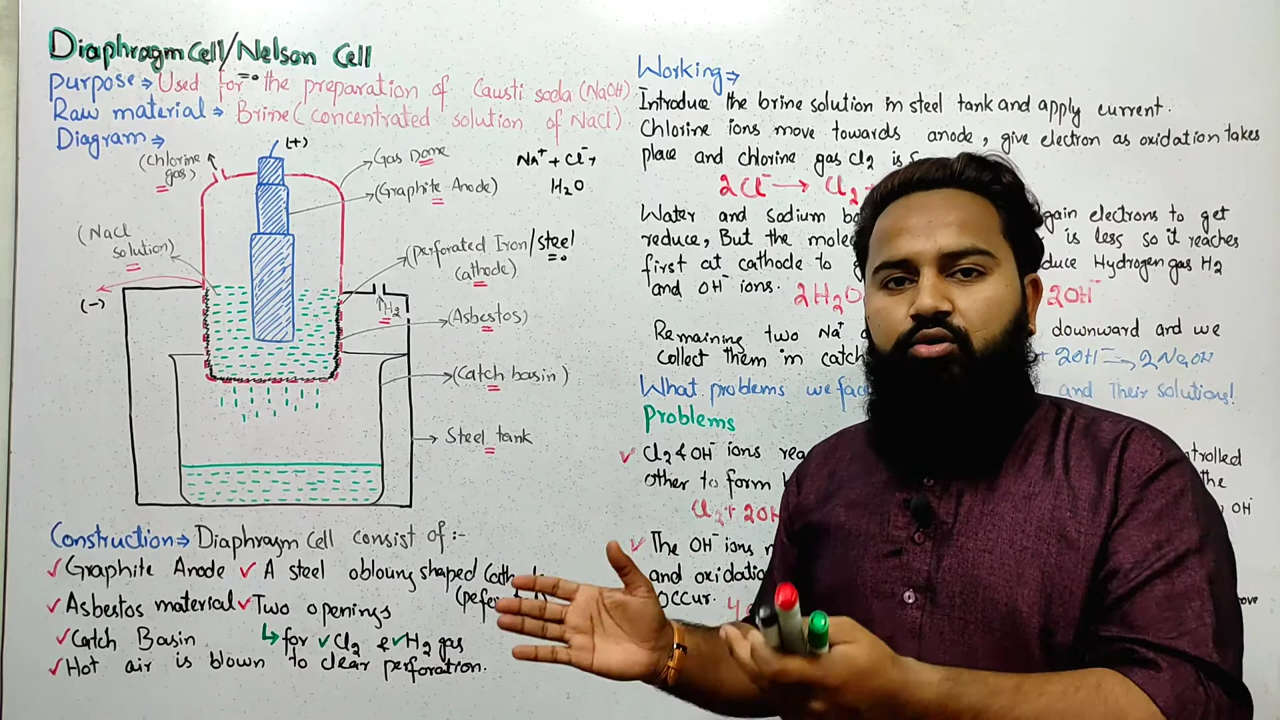 Diaphragm Cell/Nelson Cell
Purpose⇒ Used for the preparation of Causti soda (NaOH)
Raw material⇒ Brine (concentrated solution of NaCl)
Diagram⇒
(+)
(Chlorine gas)
Gas Dome
Na⁺ + Cl⁻ +
H₂O
(Graphite Anode)
(NaCl solution)
(Perforated Iron/steel cathode)
(-)
H₂
(Asbestos)
(Catch basin)
Steel tank
Construction⇒ Diaphragm Cell consist of :-
✓Graphite Anode ✓A steel obloung shaped
✓Asbestos material ✓Two openings
✓Catch Basin ↳for ✓Cl₂ & ✓H₂ gas
✓Hot air is blown to clear perforation.
Working⇒
Introduce the brine solution in steel tank and apply current.
Chlorine ions move towards anode, give electron as oxidation takes
place and chlorine gas Cl₂ is
2Cl⁻ → Cl₂
Water and sodium gain electrons to get
reduce, But the is less so it reaches
first at cathode to Hydrogen gas H₂
and OH⁻ ions. 2H₂O 2OH⁻
Remaining two Na⁺ downward and we
collect them in catch + 2OH⁻ → 2NaOH
What problems we and Their solutions!
Problems
✓ Cl₂ & OH⁻ ions
other to form the
Cl₂ + 2OH OH
✓ The OH⁻ ions
and
occur.